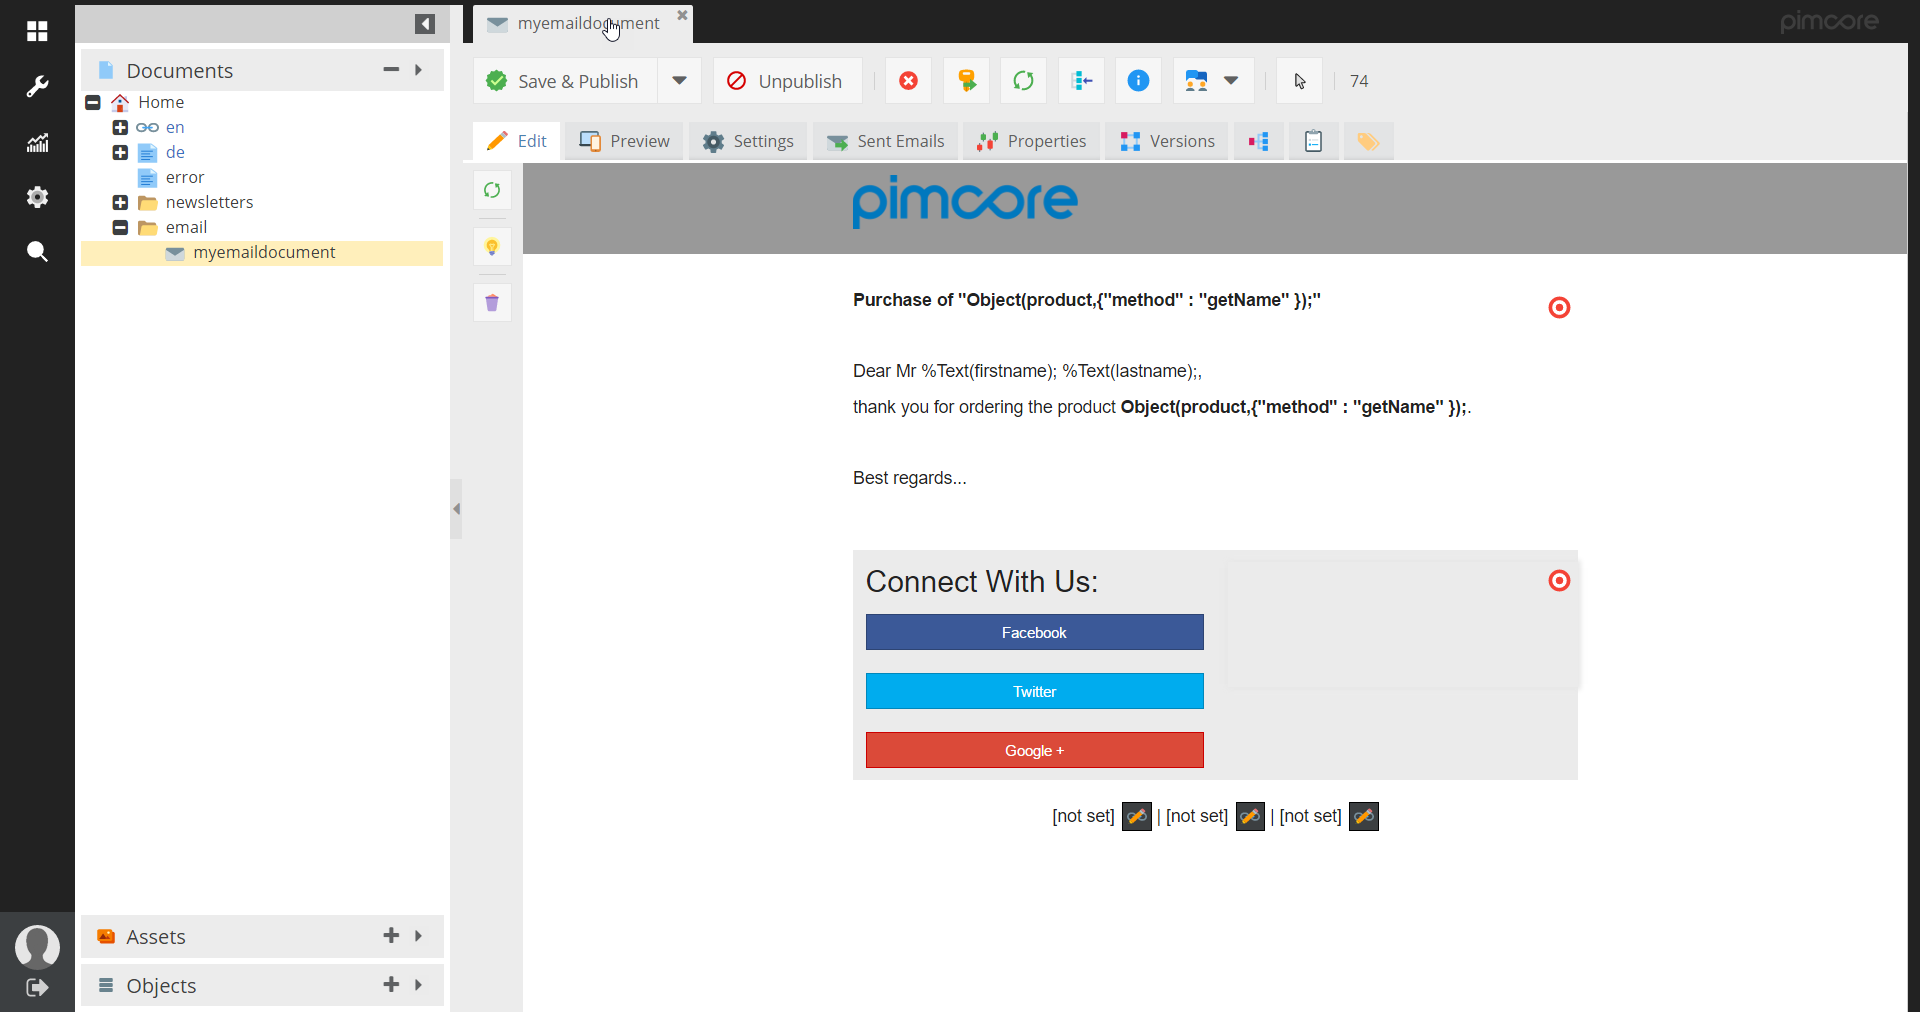 myemaildocument
pimcore
Documents
Save & Publish
Unpublish
74
Home
en
de
error
newsletters
email
myemaildocument
Edit
Preview
Settings
Sent Emails
Properties
Versions
pimcore
Purchase of "Object(product,{"method" : "getName" });"
Dear Mr %Text(firstname); %Text(lastname);,
thank you for ordering the product Object(product,{"method" : "getName" });.
Best regards...
Connect With Us:
Facebook
Twitter
Google +
[not set] | [not set] | [not set]
Assets
Objects